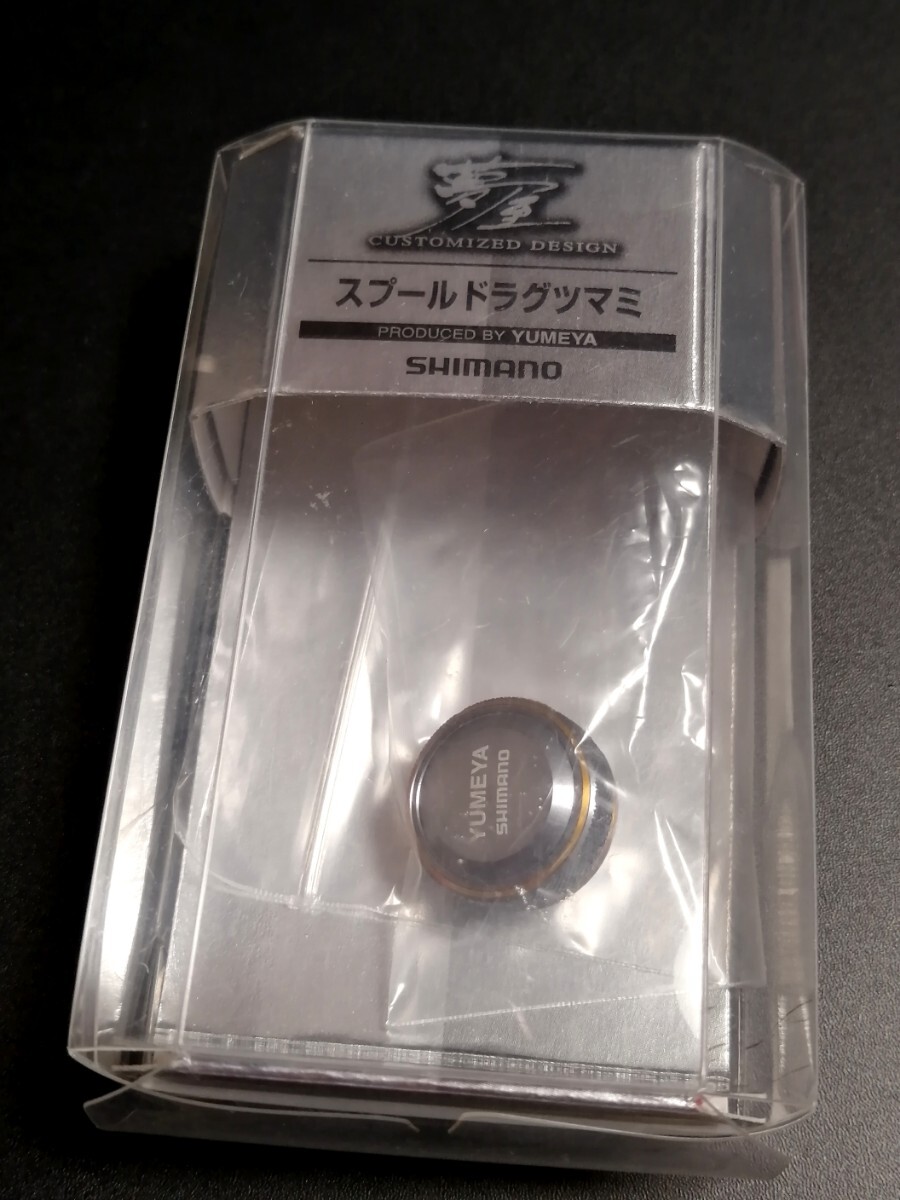 夢屋
CUSTOMIZED DESIGN
スプールドラグツマミ
PRODUCED BY YUMEYA
SHIMANO
YUMEYA
SHIMANO